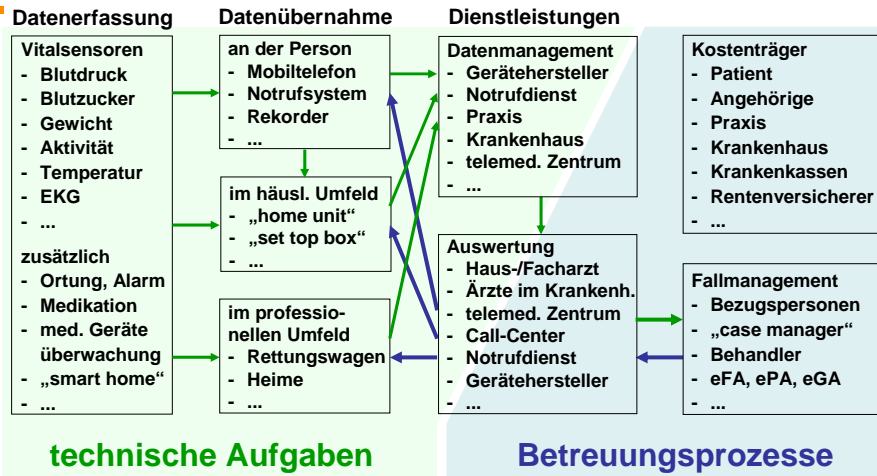 Datenerfassung
Vitalsensoren
- Blutdruck
- Blutzucker
- Gewicht
- Aktivität
- Temperatur
- EKG
- ...
zusätzlich
- Ortung, Alarm
- Medikation
- med. Geräte
überwachung
- „smart home“
- ...
Datenübernahme
an der Person
- Mobiltelefon
- Notrufsystem
- Rekorder
- ...
im häusl. Umfeld
- „home unit“
- „set top box“
- ...
im professio-
nellen Umfeld
- Rettungswagen
- Heime
- ...
Dienstleistungen
Datenmanagement
- Gerätehersteller
- Notrufdienst
- Praxis
- Krankenhaus
- telemed. Zentrum
- ...
Auswertung
- Haus-/Facharzt
- Ärzte im Krankenh.
- telemed. Zentrum
- Call-Center
- Notrufdienst
- Gerätehersteller
- ...
Kostenträger
- Patient
- Angehörige
- Praxis
- Krankenhaus
- Krankenkassen
- Rentenversicherer
- ...
Fallmanagement
- Bezugspersonen
- „case manager“
- Behandler
- eFA, ePA, eGA
- ...
technische Aufgaben
Betreuungsprozesse